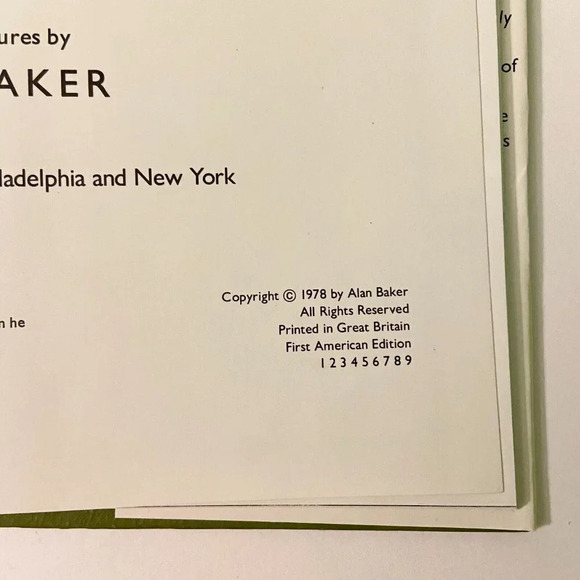 ures by
AKER
ladelphia and New York
n he
Copyright © 1978 by Alan Baker
All Rights Reserved
Printed in Great Britain
First American Edition
1 2 3 4 5 6 7 8 9
ly
of
e
s